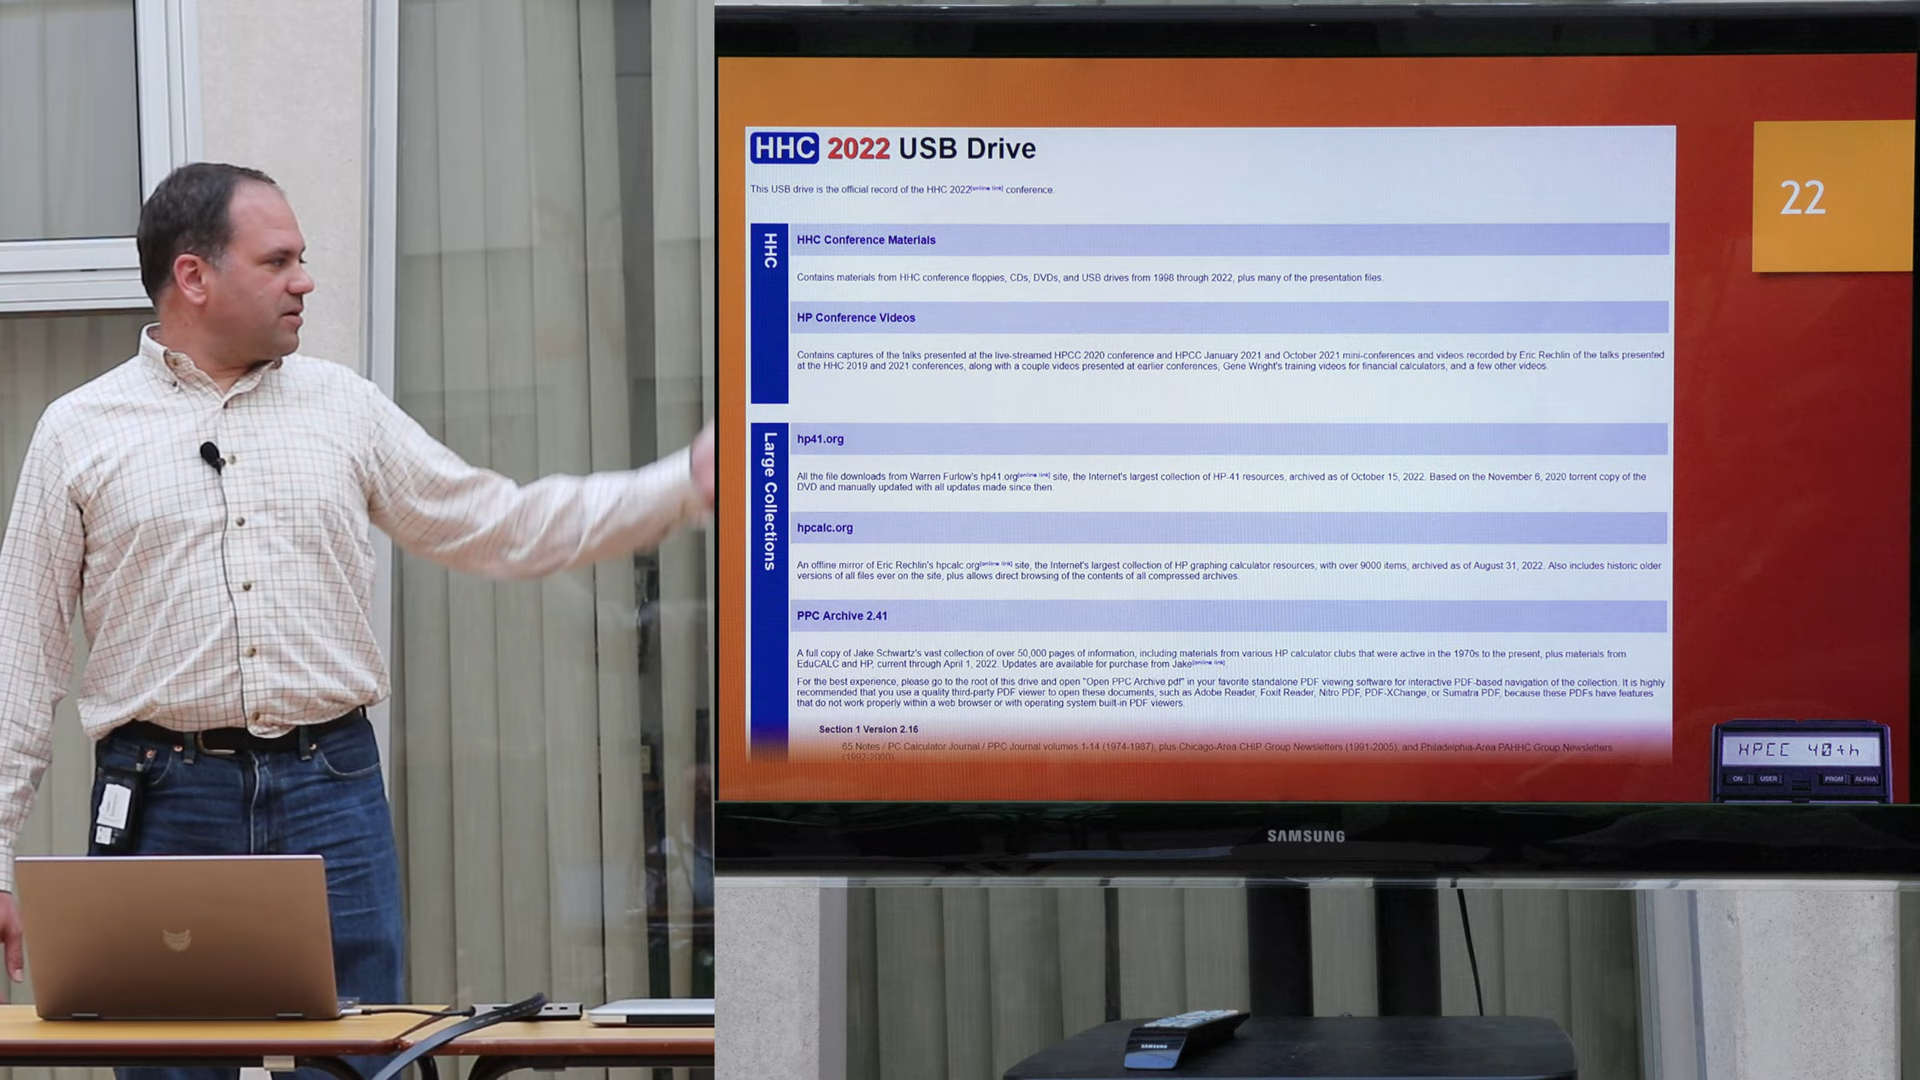 HHC 2022 USB Drive
This USB drive is the official record of the HHC 2022[online link] conference.
HHC
HHC Conference Materials
Contains materials from HHC conference floppies, CDs, DVDs, and USB drives from 1998 through 2022, plus many of the presentation files.
HP Conference Videos
Contains captures of the talks presented at the live-streamed HPCC 2020 conference and HPCC January 2021 and October 2021 mini-conferences and videos recorded by Eric Rechlin of the talks presented
at the HHC 2019 and 2021 conferences, along with a couple videos presented at earlier conferences, Gene Wright's training videos for financial calculators, and a few other videos.
Large Collections
hp41.org
All the file downloads from Warren Furlow's hp41.org[online link] site, the Internet's largest collection of HP-41 resources, archived as of October 15, 2022. Based on the November 6, 2020 torrent copy of the
DVD and manually updated with all updates made since then.
hpcalc.org
An offline mirror of Eric Rechlin's hpcalc.org[online link] site, the Internet's largest collection of HP graphing calculator resources, with over 9000 items, archived as of August 31, 2022. Also includes historic older
versions of all files ever on the site, plus allows direct browsing of the contents of all compressed archives.
PPC Archive 2.41
A full copy of Jake Schwartz's vast collection of over 50,000 pages of information, including materials from various HP calculator clubs that were active in the 1970s to the present, plus materials from
EduCALC and HP, current through April 1, 2022. Updates are available for purchase from Jake[online link]
For the best experience, please go to the root of this drive and open "Open PPC Archive.pdf" in your favorite standalone PDF viewing software for interactive PDF-based navigation of the collection. It is highly
recommended that you use a quality third-party PDF viewer to open these documents, such as Adobe Reader, Foxit Reader, Nitro PDF, PDF-XChange, or Sumatra PDF, because these PDFs have features
that do not work properly within a web browser or with operating system built-in PDF viewers.
Section 1 Version 2.16
65 Notes / PC Calculator Journal / PPC Journal volumes 1-14 (1974-1987), plus Chicago-Area CHIP Group Newsletters (1991-2005), and Philadelphia-Area PAHHC Group Newsletters
(1992-2000)
22
HPCC 40th
ON USER PRGM ALPHA
SAMSUNG
SAMSUNG